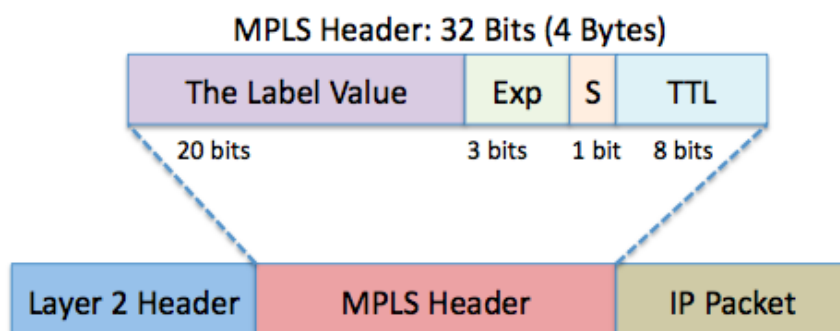 MPLS Header: 32 Bits (4 Bytes)
The Label Value Exp S TTL
20 bits 3 bits 1 bit 8 bits
Layer 2 Header MPLS Header IP Packet